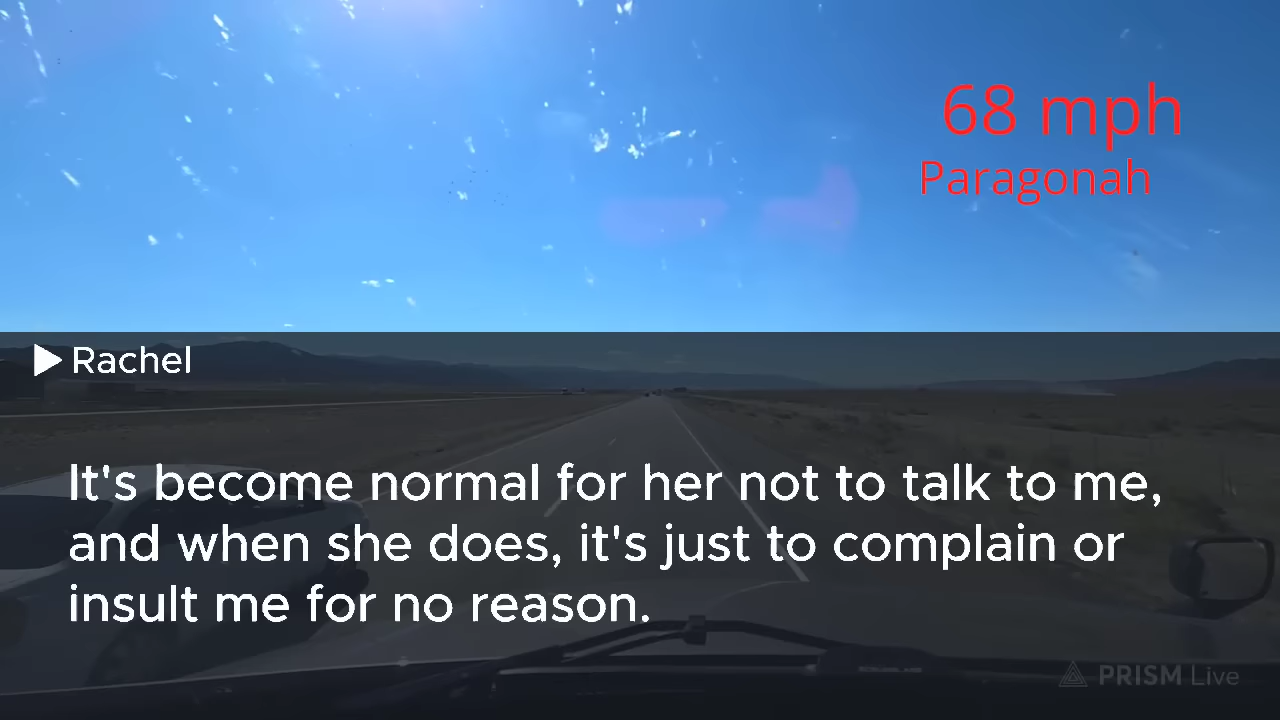 68 mph
Paragonah
Rachel
It's become normal for her not to talk to me,
and when she does, it's just to complain or
insult me for no reason.
PRISM Live